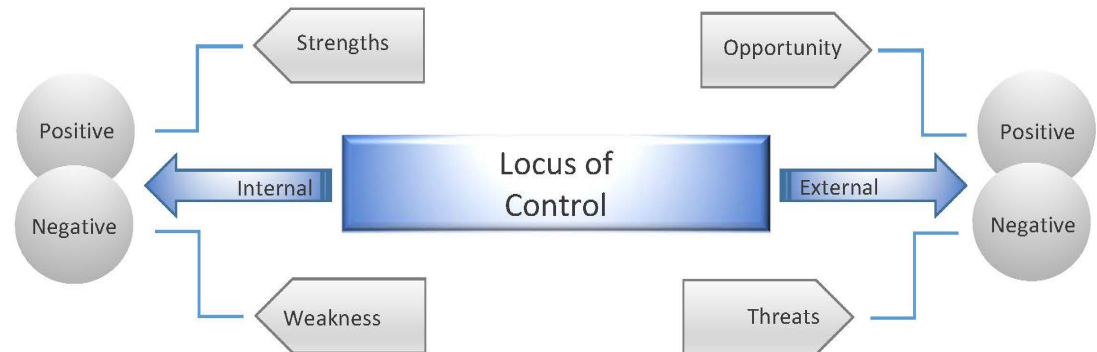 Strengths
Opportunity
Positive
Positive
Locus of
Control
Internal
External
Negative
Negative
Weakness
Threats